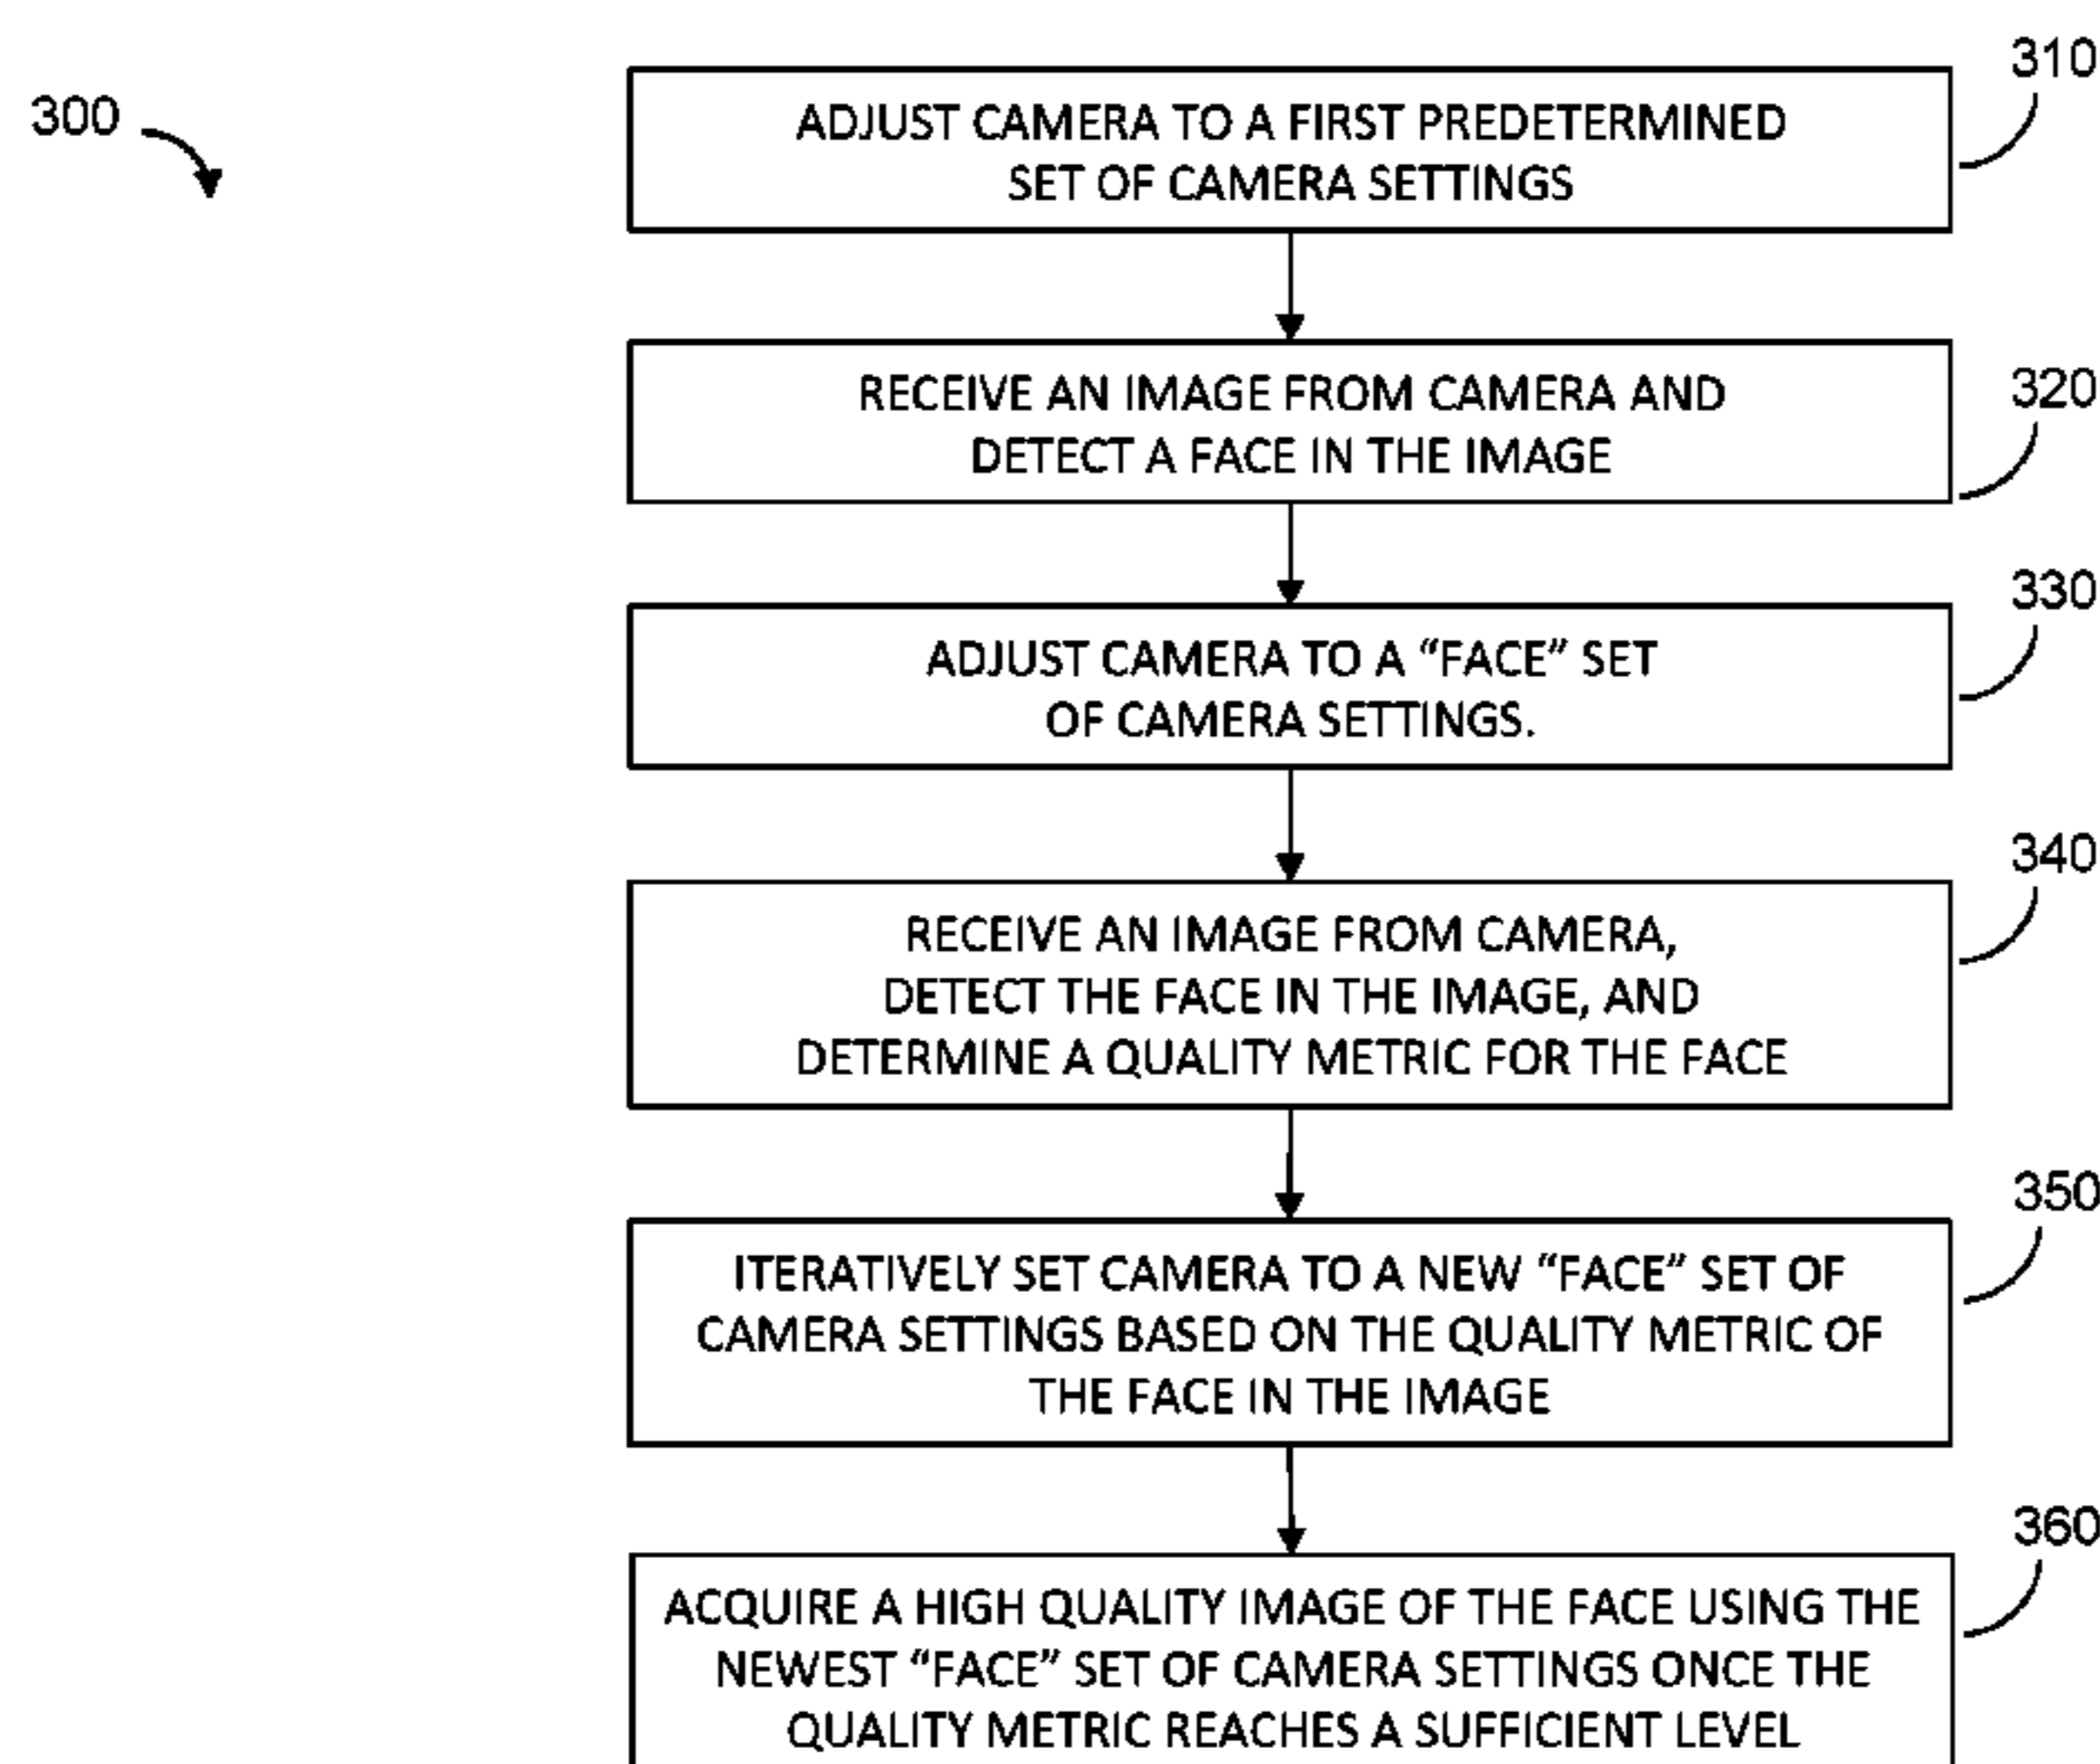 300
310
ADJUST CAMERA TO A FIRST PREDETERMINED
SET OF CAMERA SETTINGS
320
RECEIVE AN IMAGE FROM CAMERA AND
DETECT A FACE IN THE IMAGE
330
ADJUST CAMERA TO A “FACE” SET
OF CAMERA SETTINGS.
340
RECEIVE AN IMAGE FROM CAMERA,
DETECT THE FACE IN THE IMAGE, AND
DETERMINE A QUALITY METRIC FOR THE FACE
350
ITERATIVELY SET CAMERA TO A NEW “FACE” SET OF
CAMERA SETTINGS BASED ON THE QUALITY METRIC OF
THE FACE IN THE IMAGE
360
ACQUIRE A HIGH QUALITY IMAGE OF THE FACE USING THE
NEWEST “FACE” SET OF CAMERA SETTINGS ONCE THE
QUALITY METRIC REACHES A SUFFICIENT LEVEL